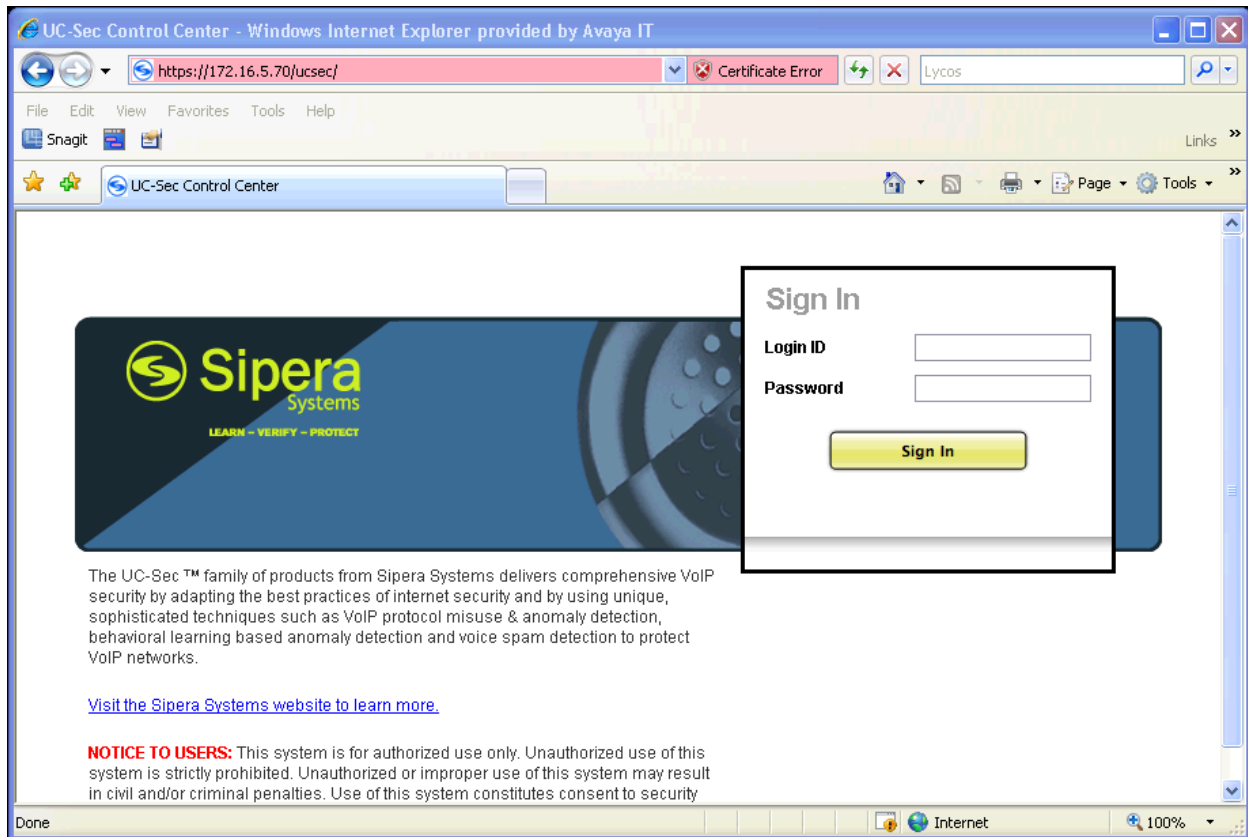 UC-Sec Control Center - Windows Internet Explorer provided by Avaya IT
https://172.16.5.70/ucsec/
Certificate Error
Lycos
File Edit View Favorites Tools Help
Snagit
Links »
UC-Sec Control Center
Page
Tools
»
Sign In
Login ID
Password
Sign In
Sipera
Systems
LEARN – VERIFY – PROTECT
The UC-Sec ™ family of products from Sipera Systems delivers comprehensive VoIP
security by adapting the best practices of internet security and by using unique,
sophisticated techniques such as VoIP protocol misuse & anomaly detection,
behavioral learning based anomaly detection and voice spam detection to protect
VoIP networks.
Visit the Sipera Systems website to learn more.
NOTICE TO USERS: This system is for authorized use only. Unauthorized use of this
system is strictly prohibited. Unauthorized or improper use of this system may result
in civil and/or criminal penalties. Use of this system constitutes consent to security
Done
Internet
100%